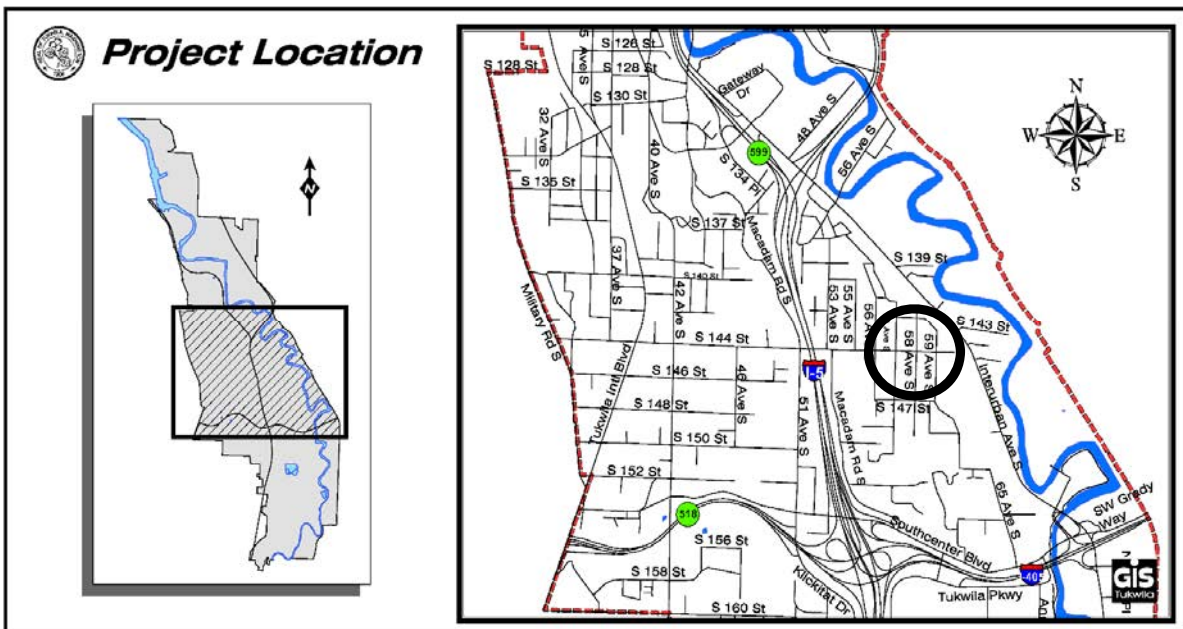 Project Location
N
N
W E
S
S 126 St
S 128 St
S 128 St
S 130 St
Gateway Dr
48 Ave S
56 Ave S
32 Ave S
40 Ave S
599
S 134 Pl
S 135 St
S 137 St
Macadam Rd S
S 139 St
37 Ave S
42 Ave S
S 140 St
Military Rd S
55 Ave S
53 Ave S
56 A
Ave S
58 Ave S
59 Ave S
S 143 St
S 144 St
I-5
S 146 St
46 Ave S
S 147 St
Interurban Ave S
Tukwila Intl Blvd
S 148 St
51 Ave S
Macadam Rd S
S 150 St
S 152 St
65 Ave S
SW Grady Way
518
Southcenter Blvd
S 156 St
S 158 St
Klickitat Dr
I-405
Tukwila Pkwy
S 160 St
GIS
Tukwila